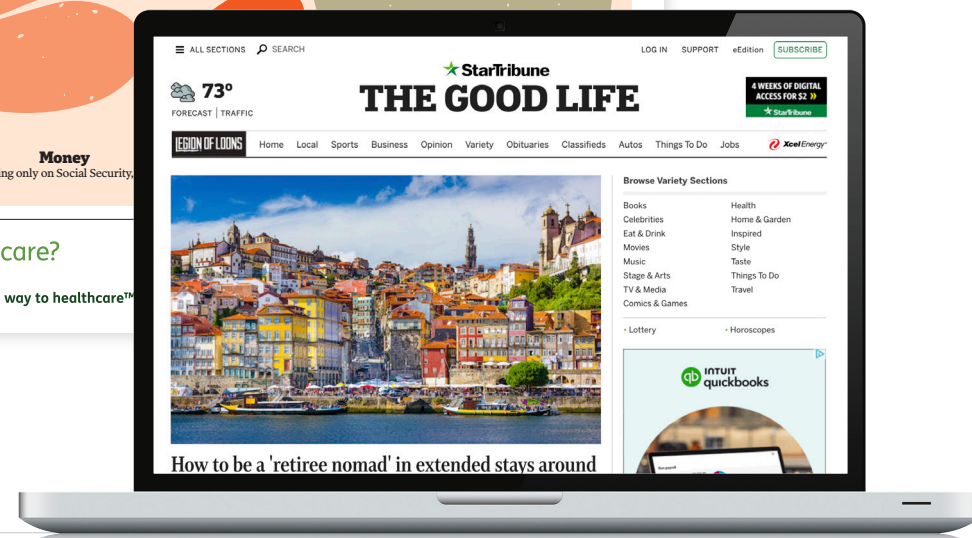 Money
ing only on Social Security,
care?
way to healthcare™
ALL SECTIONS SEARCH
LOG IN SUPPORT eEdition SUBSCRIBE
StarTribune
THE GOOD LIFE
73°
FORECAST | TRAFFIC
4 WEEKS OF DIGITAL
ACCESS FOR $2 »
StarTribune
LEGION OF LOONS Home Local Sports Business Opinion Variety Obituaries Classifieds Autos Things To Do Jobs Xcel Energy
Browse Variety Sections
Books
Celebrities
Eat & Drink
Movies
Music
Stage & Arts
TV & Media
Comics & Games
Health
Home & Garden
Inspired
Style
Taste
Things To Do
Travel
• Lottery
• Horoscopes
qb INTUIT
quickbooks
How to be a 'retiree nomad' in extended stays around